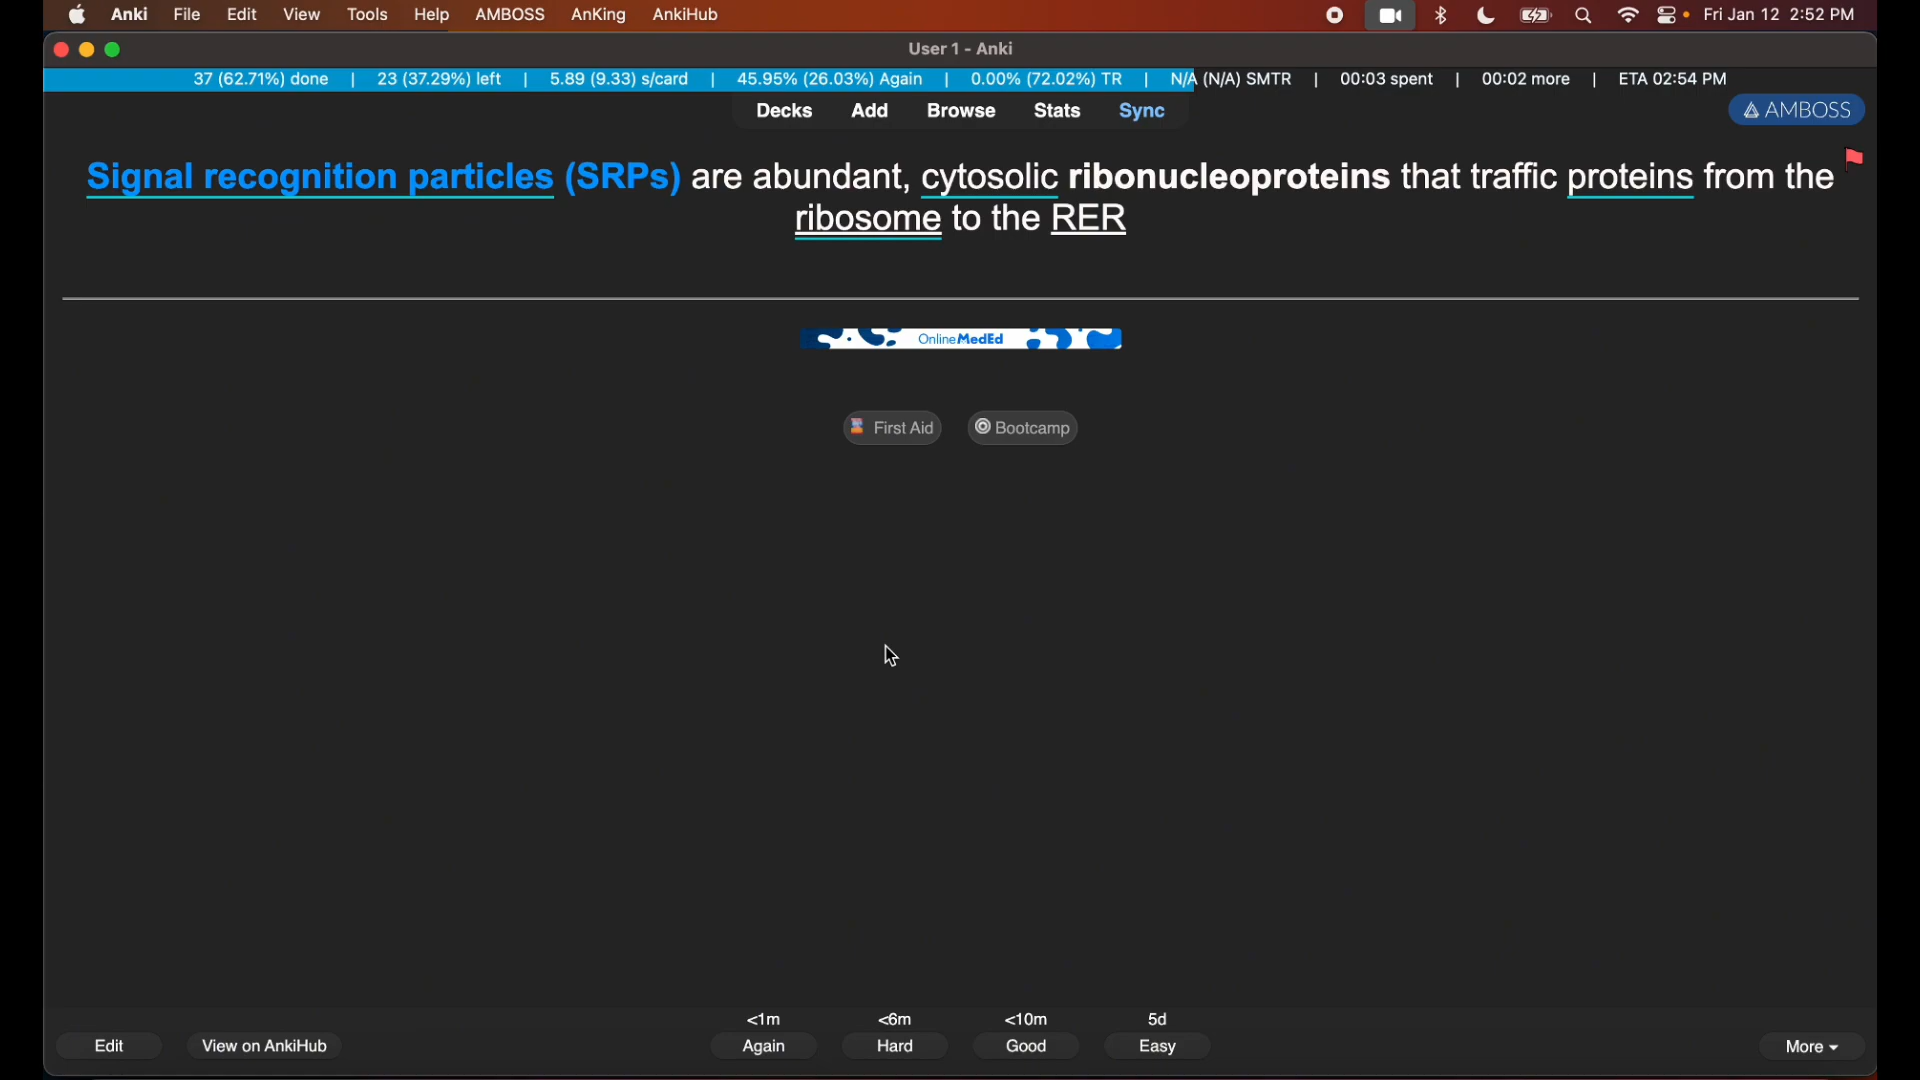 Anki File Edit View Tools Help AMBOSS AnKing AnkiHub Fri Jan 12 2:52 PM
User 1 - Anki
37 (62.71%) done | 23 (37.29%) left | 5.89 (9.33) s/card | 45.95% (26.03%) Again | 0.00% (72.02%) TR | N/A (N/A) SMTR | 00:03 spent | 00:02 more | ETA 02:54 PM
Decks Add Browse Stats Sync AMBOSS
Signal recognition particles (SRPs) are abundant, cytosolic ribonucleoproteins that traffic proteins from the
ribosome to the RER
OnlineMedEd
First Aid Bootcamp
<1m <6m <10m 5d
Edit View on AnkiHub Again Hard Good Easy More